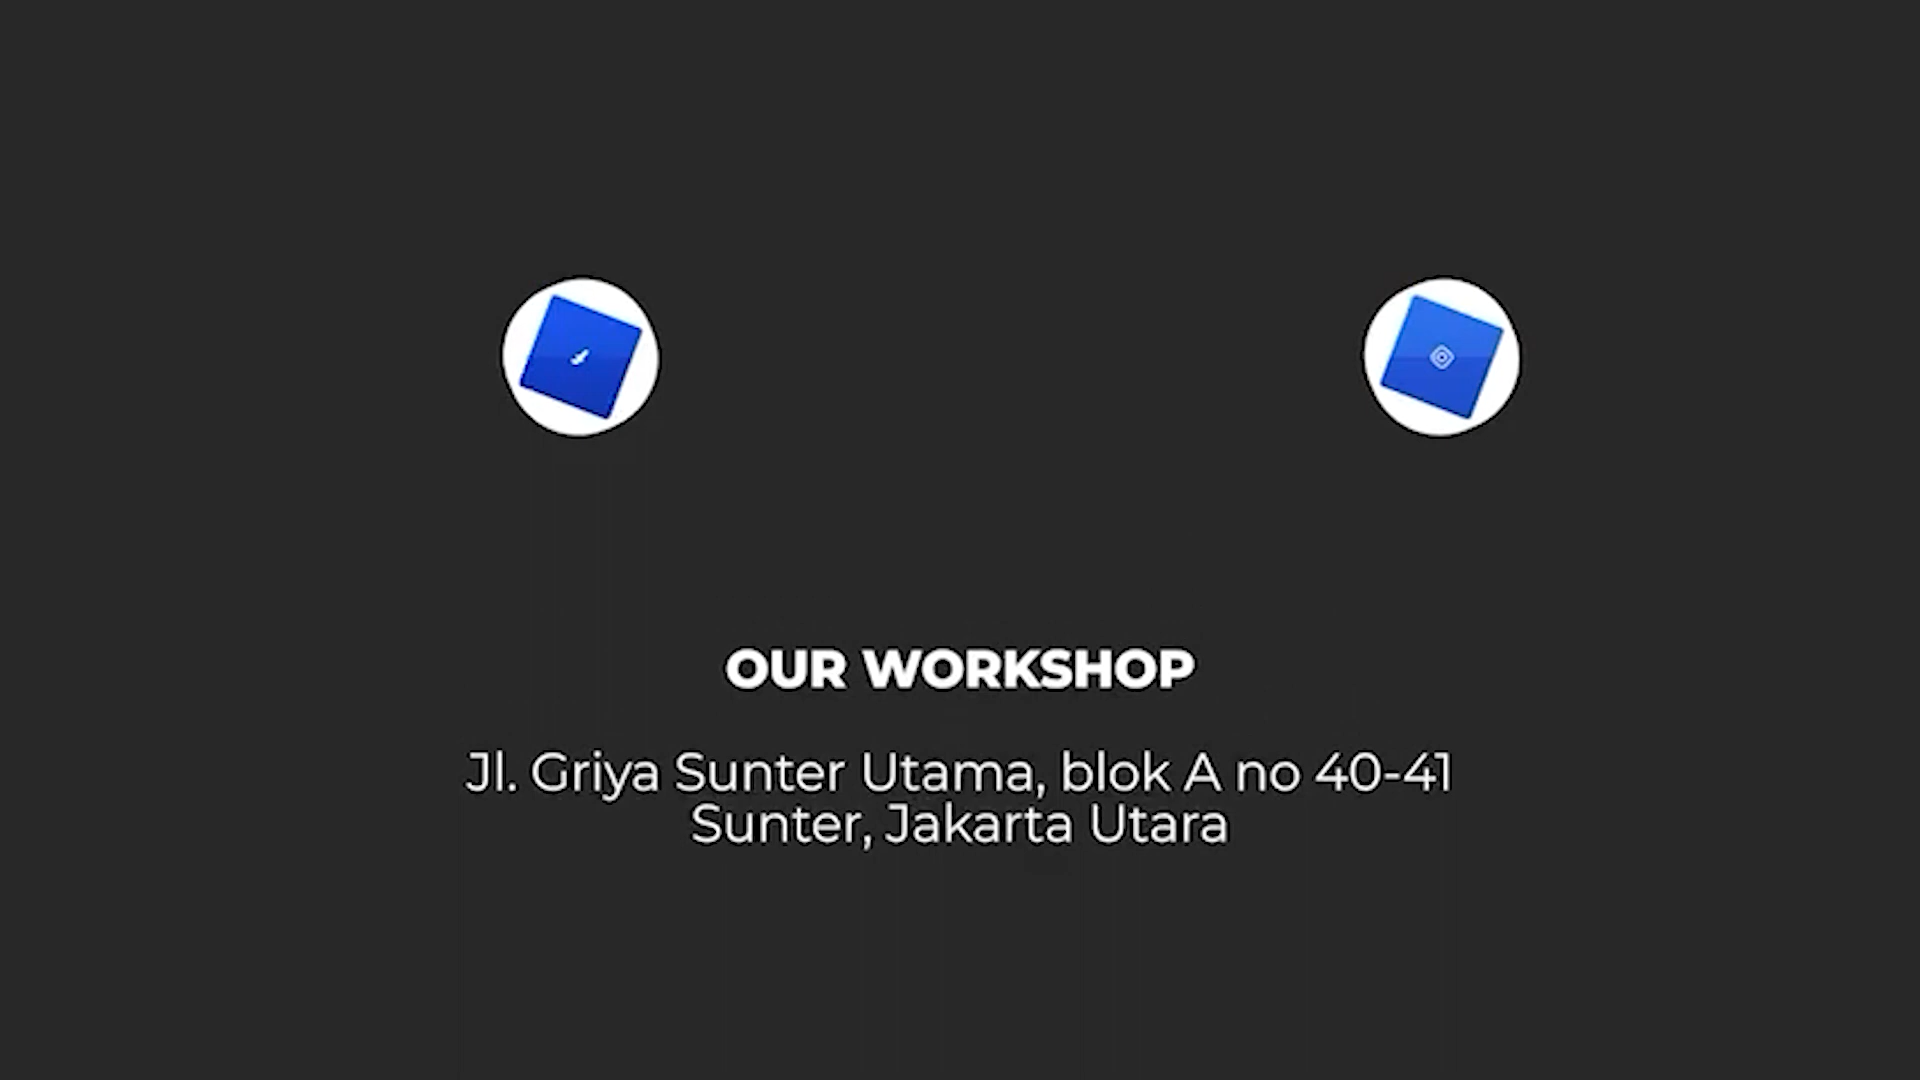 OUR WORKSHOP
Jl. Griya Sunter Utama, blok A no 40-41
Sunter, Jakarta Utara